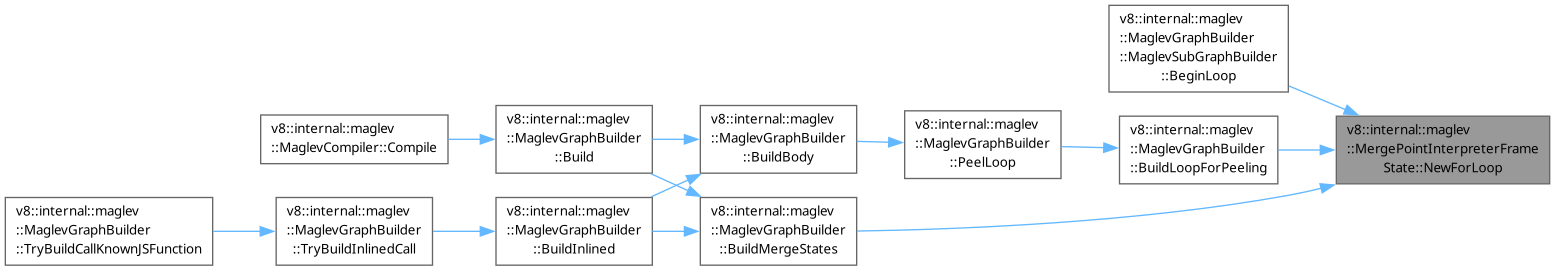 v8::internal::maglev
::MaglevGraphBuilder
::MaglevSubGraphBuilder
::BeginLoop
v8::internal::maglev
::MaglevCompiler::Compile
v8::internal::maglev
::MaglevGraphBuilder
::Build
v8::internal::maglev
::MaglevGraphBuilder
::BuildBody
v8::internal::maglev
::MaglevGraphBuilder
::PeelLoop
v8::internal::maglev
::MaglevGraphBuilder
::BuildLoopForPeeling
v8::internal::maglev
::MergePointInterpreterFrame
State::NewForLoop
v8::internal::maglev
::MaglevGraphBuilder
::TryBuildCallKnownJSFunction
v8::internal::maglev
::MaglevGraphBuilder
::TryBuildInlinedCall
v8::internal::maglev
::MaglevGraphBuilder
::BuildInlined
v8::internal::maglev
::MaglevGraphBuilder
::BuildMergeStates